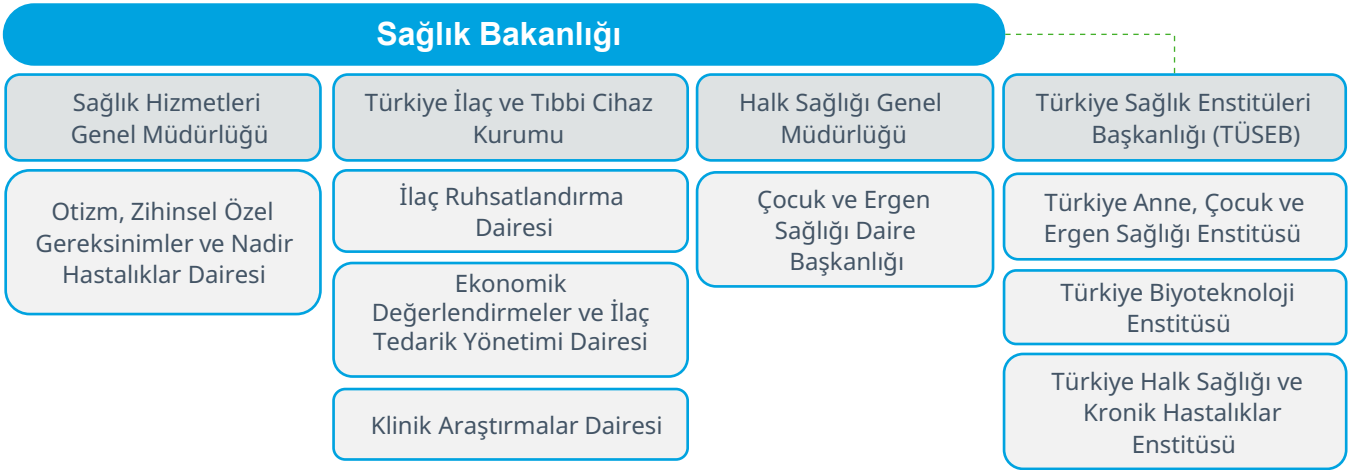 Sağlık Bakanlığı
Sağlık Hizmetleri
Genel Müdürlüğü
Otizm, Zihinsel Özel
Gereksinimler ve Nadir
Hastalıklar Dairesi
Türkiye İlaç ve Tıbbi Cihaz
Kurumu
İlaç Ruhsatlandırma
Dairesi
Ekonomik
Değerlendirmeler ve İlaç
Tedarik Yönetimi Dairesi
Klinik Araştırmalar Dairesi
Halk Sağlığı Genel
Müdürlüğü
Çocuk ve Ergen
Sağlığı Daire
Başkanlığı
Türkiye Sağlık Enstitüleri
Başkanlığı (TÜSEB)
Türkiye Anne, Çocuk ve
Ergen Sağlığı Enstitüsü
Türkiye Biyoteknoloji
Enstitüsü
Türkiye Halk Sağlığı ve
Kronik Hastalıklar
Enstitüsü